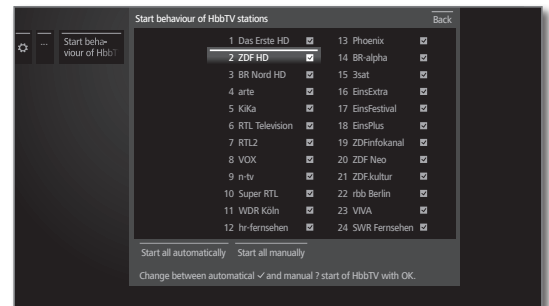 Start behaviour of HbbTV stations
Back
...
Start beha-
viour of HbbT
1 Das Erste HD
2 ZDF HD
3 BR Nord HD
4 arte
5 KiKa
6 RTL Television
7 RTL2
8 VOX
9 n-tv
10 Super RTL
11 WDR Köln
12 hr-fernsehen
13 Phoenix
14 BR-alpha
15 3sat
16 EinsExtra
17 EinsFestival
18 EinsPlus
19 ZDFinfokanal
20 ZDF Neo
21 ZDF.kultur
22 rbb Berlin
23 VIVA
24 SWR Fernsehen
Start all automatically
Start all manually
Change between automatical ✓ and manual ? start of HbbTV with OK.